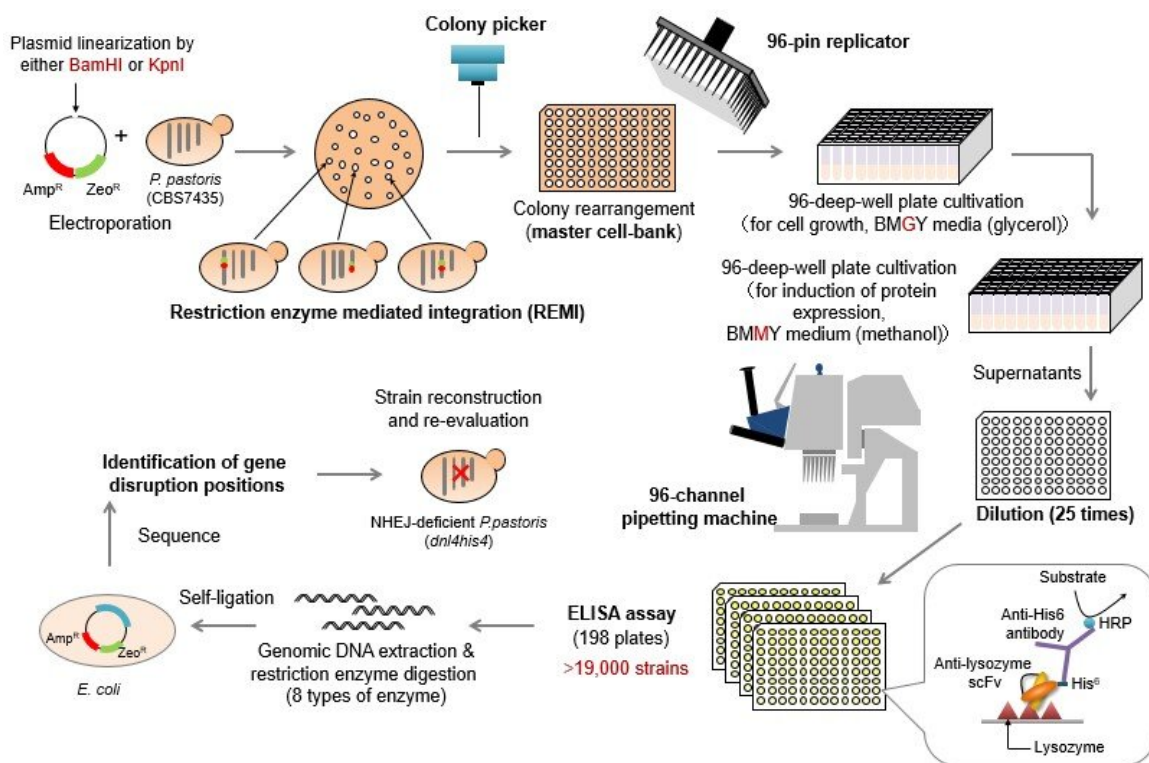 Plasmid linearization by
either BamHI or KpnI
+
Amp^R
Zeo^R
P. pastoris
(CBS7435)
Electroporation
Restriction enzyme mediated integration (REMI)
Colony picker
Colony rearrangement
(master cell-bank)
96-pin replicator
96-deep-well plate cultivation
(for cell growth, BMGY media (glycerol))
96-deep-well plate cultivation
(for induction of protein
expression,
BMMY medium (methanol))
Supernatants
96-channel
pipetting machine
Dilution (25 times)
ELISA assay
(198 plates)
>19,000 strains
Substrate
HRP
Anti-His6
antibody
Anti-lysozyme
scFv
His⁶
Lysozyme
Genomic DNA extraction &
restriction enzyme digestion
(8 types of enzyme)
Self-ligation
Amp^R
Zeo^R
E. coli
Sequence
Identification of gene
disruption positions
Strain reconstruction
and re-evaluation
NHEJ-deficient P.pastoris
(dnl4his4)